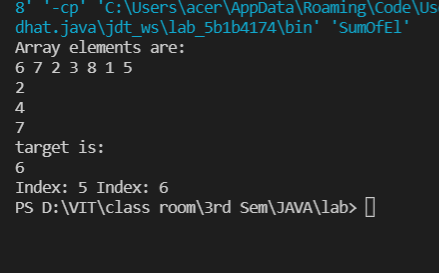 8' '-cp' 'C:\Users\acer\AppData\Roaming\Code\Use
dhat.java\jdt_ws\lab_5b1b4174\bin' 'SumOfEl'
Array elements are:
6 7 2 3 8 1 5
2
4
7
target is:
6
Index: 5 Index: 6
PS D:\VIT\class room\3rd Sem\JAVA\lab>